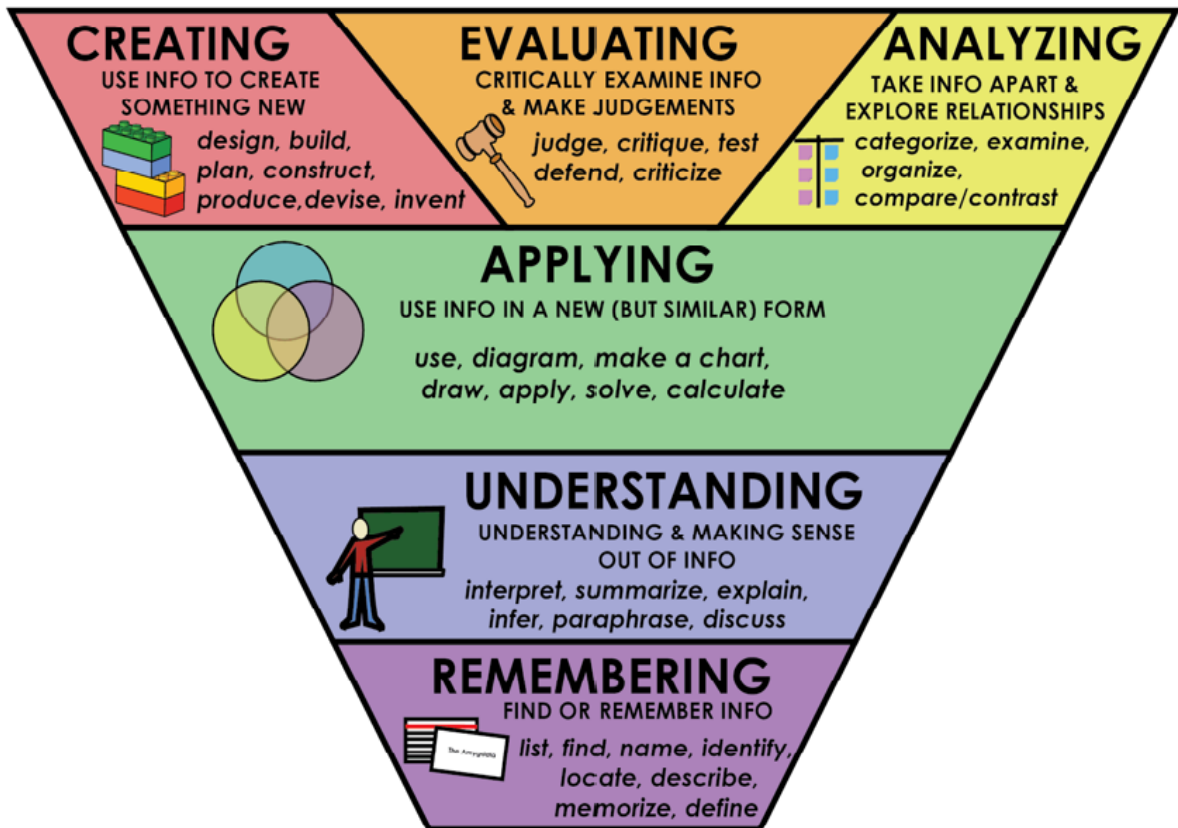 CREATING
USE INFO TO CREATE
SOMETHING NEW
design, build,
plan, construct,
produce,devise, invent
EVALUATING
CRITICALLY EXAMINE INFO
& MAKE JUDGEMENTS
judge, critique, test
defend, criticize
ANALYZING
TAKE INFO APART &
EXPLORE RELATIONSHIPS
categorize, examine,
organize,
compare/contrast
APPLYING
USE INFO IN A NEW (BUT SIMILAR) FORM
use, diagram, make a chart,
draw, apply, solve, calculate
UNDERSTANDING
UNDERSTANDING & MAKING SENSE
OUT OF INFO
interpret, summarize, explain,
infer, paraphrase, discuss
REMEMBERING
FIND OR REMEMBER INFO
The Amygdala
list, find, name, identify,
locate, describe,
memorize, define